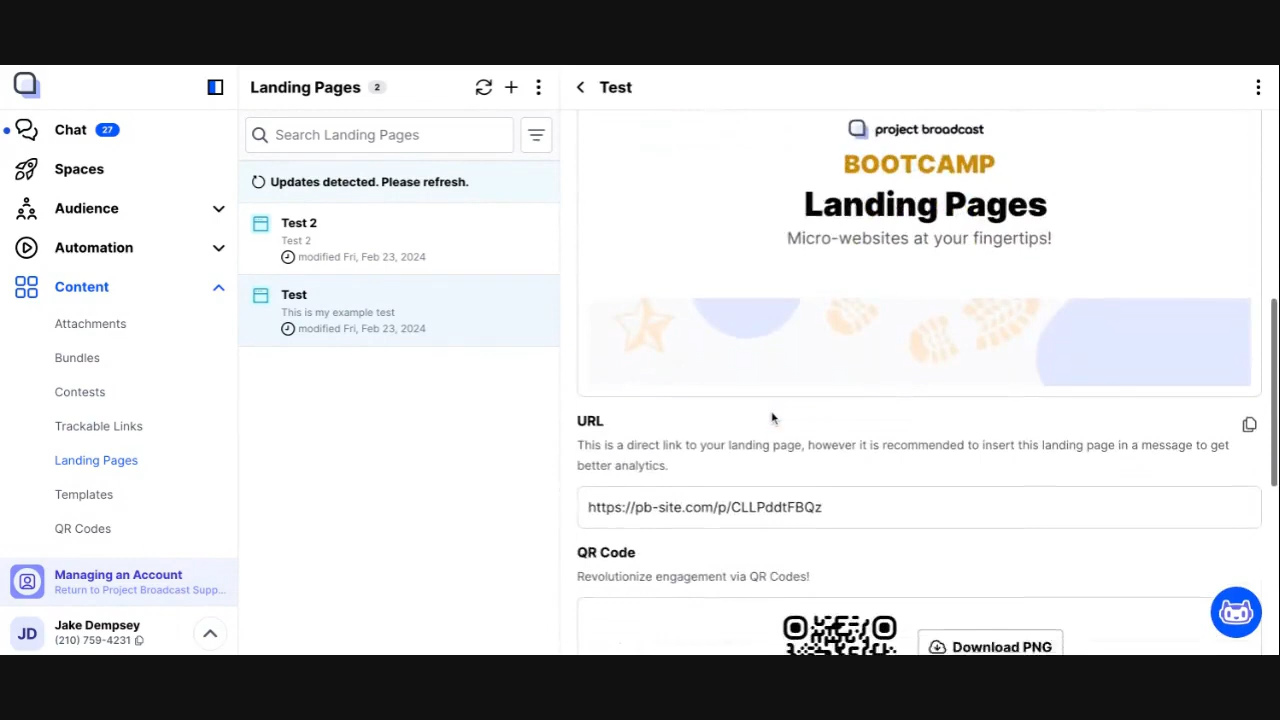 Chat 27
Spaces
Audience
Automation
Content
Attachments
Bundles
Contests
Trackable Links
Landing Pages
Templates
QR Codes
Managing an Account
Return to Project Broadcast Supp...
JD
Jake Dempsey
(210) 759-4231
Landing Pages 2
Search Landing Pages
Updates detected. Please refresh.
Test 2
Test 2
modified Fri, Feb 23, 2024
Test
This is my example test
modified Fri, Feb 23, 2024
Test
project broadcast
BOOTCAMP
Landing Pages
Micro-websites at your fingertips!
URL
This is a direct link to your landing page, however it is recommended to insert this landing page in a message to get
better analytics.
https://pb-site.com/p/CLLPddtFBQz
QR Code
Revolutionize engagement via QR Codes!
Download PNG